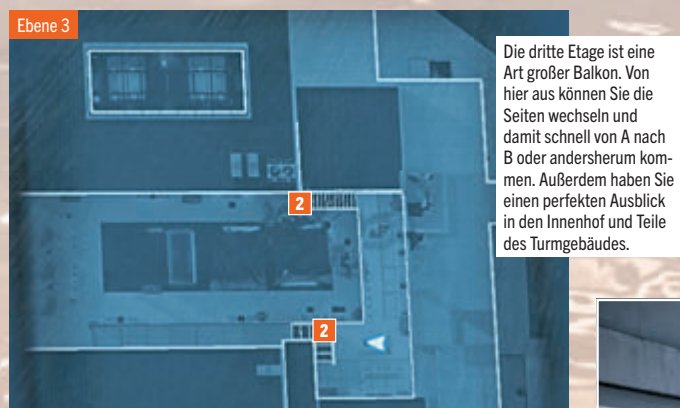 Ebene 3
Die dritte Etage ist eine
Art großer Balkon. Von
hier aus können Sie die
Seiten wechseln und
damit schnell von A nach
B oder andersherum kom-
men. Außerdem haben Sie
einen perfekten Ausblick
in den Innenhof und Teile
des Turmgebäudes.
2
2